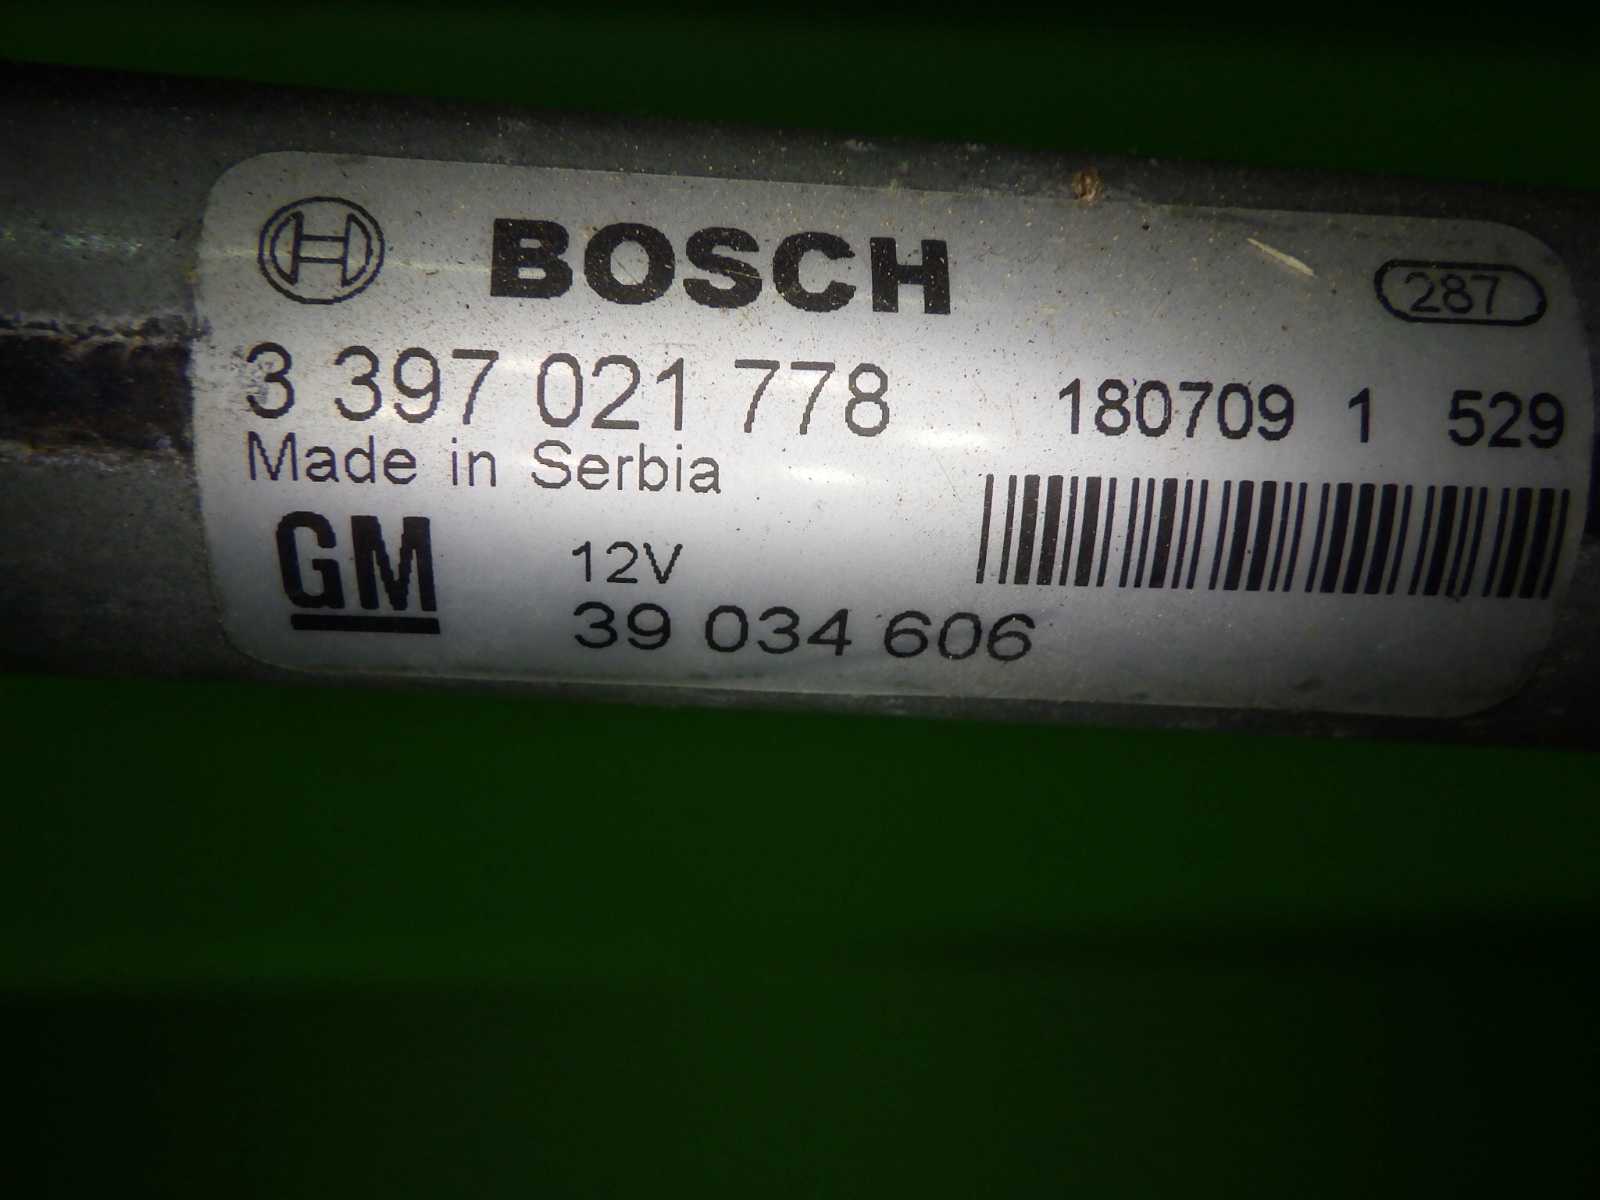 BOSCH 287
3 397 021 778 180709 1 529
Made in Serbia
GM 12V
39 034 606